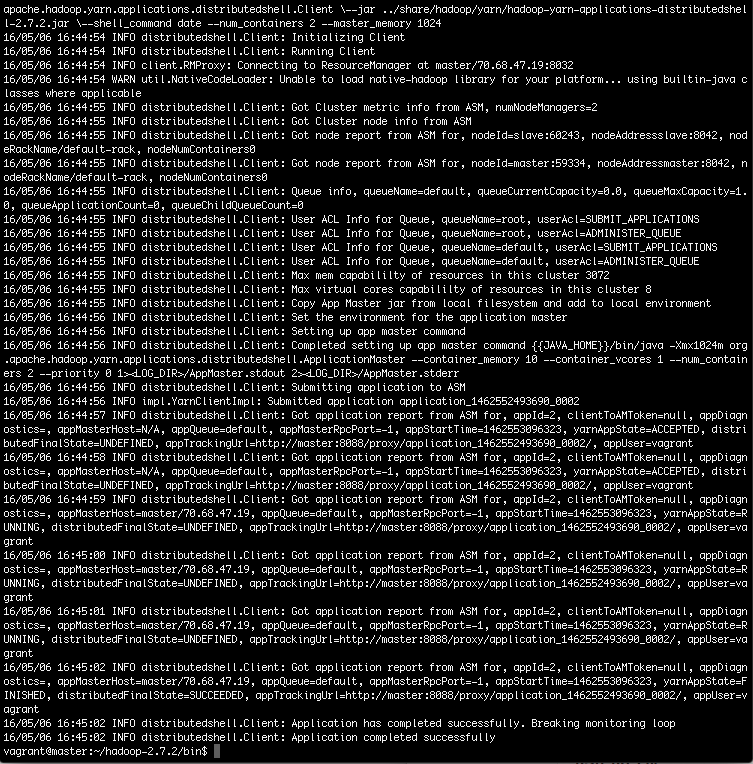 apache.hadoop.yarn.applications.distributedshell.Client \--jar ../share/hadoop/yarn/hadoop-yarn-applications-distributedshel
l-2.7.2.jar \--shell_command date --num_containers 2 --master_memory 1024
16/05/06 16:44:54 INFO distributedshell.Client: Initializing Client
16/05/06 16:44:54 INFO distributedshell.Client: Running Client
16/05/06 16:44:54 INFO client.RMProxy: Connecting to ResourceManager at master/70.68.47.19:8032
16/05/06 16:44:54 WARN util.NativeCodeLoader: Unable to load native-hadoop library for your platform... using builtin-java c
lasses where applicable
16/05/06 16:44:55 INFO distributedshell.Client: Got Cluster metric info from ASM, numNodeManagers=2
16/05/06 16:44:55 INFO distributedshell.Client: Got Cluster node info from ASM
16/05/06 16:44:55 INFO distributedshell.Client: Got node report from ASM for, nodeId=slave:60243, nodeAddressslave:8042, nod
eRackName/default-rack, nodeNumContainers0
16/05/06 16:44:55 INFO distributedshell.Client: Got node report from ASM for, nodeId=master:59334, nodeAddressmaster:8042, n
odeRackName/default-rack, nodeNumContainers0
16/05/06 16:44:55 INFO distributedshell.Client: Queue info, queueName=default, queueCurrentCapacity=0.0, queueMaxCapacity=1.
0, queueApplicationCount=0, queueChildQueueCount=0
16/05/06 16:44:55 INFO distributedshell.Client: User ACL Info for Queue, queueName=root, userAcl=SUBMIT_APPLICATIONS
16/05/06 16:44:55 INFO distributedshell.Client: User ACL Info for Queue, queueName=root, userAcl=ADMINISTER_QUEUE
16/05/06 16:44:55 INFO distributedshell.Client: User ACL Info for Queue, queueName=default, userAcl=SUBMIT_APPLICATIONS
16/05/06 16:44:55 INFO distributedshell.Client: User ACL Info for Queue, queueName=default, userAcl=ADMINISTER_QUEUE
16/05/06 16:44:55 INFO distributedshell.Client: Max mem capabililty of resources in this cluster 3072
16/05/06 16:44:55 INFO distributedshell.Client: Max virtual cores capabililty of resources in this cluster 8
16/05/06 16:44:55 INFO distributedshell.Client: Copy App Master jar from local filesystem and add to local environment
16/05/06 16:44:56 INFO distributedshell.Client: Set the environment for the application master
16/05/06 16:44:56 INFO distributedshell.Client: Setting up app master command
16/05/06 16:44:56 INFO distributedshell.Client: Completed setting up app master command {{JAVA_HOME}}/bin/java -Xmx1024m org
.apache.hadoop.yarn.applications.distributedshell.ApplicationMaster --container_memory 10 --container_vcores 1 --num_contain
ers 2 --priority 0 1><LOG_DIR>/AppMaster.stdout 2><LOG_DIR>/AppMaster.stderr
16/05/06 16:44:56 INFO distributedshell.Client: Submitting application to ASM
16/05/06 16:44:56 INFO impl.YarnClientImpl: Submitted application application_1462552493690_0002
16/05/06 16:44:57 INFO distributedshell.Client: Got application report from ASM for, appId=2, clientToAMToken=null, appDiag
nostics=, appMasterHost=N/A, appQueue=default, appMasterRpcPort=-1, appStartTime=1462553096323, yarnAppState=ACCEPTED, distr
ibutedFinalState=UNDEFINED, appTrackingUrl=http://master:8088/proxy/application_1462552493690_0002/, appUser=vagrant
16/05/06 16:44:58 INFO distributedshell.Client: Got application report from ASM for, appId=2, clientToAMToken=null, appDiag
nostics=, appMasterHost=N/A, appQueue=default, appMasterRpcPort=-1, appStartTime=1462553096323, yarnAppState=ACCEPTED, distr
ibutedFinalState=UNDEFINED, appTrackingUrl=http://master:8088/proxy/application_1462552493690_0002/, appUser=vagrant
16/05/06 16:44:59 INFO distributedshell.Client: Got application report from ASM for, appId=2, clientToAMToken=null, appDiag
nostics=, appMasterHost=master/70.68.47.19, appQueue=default, appMasterRpcPort=-1, appStartTime=1462553096323, yarnAppState=R
UNNING, distributedFinalState=UNDEFINED, appTrackingUrl=http://master:8088/proxy/application_1462552493690_0002/, appUser=va
grant
16/05/06 16:45:00 INFO distributedshell.Client: Got application report from ASM for, appId=2, clientToAMToken=null, appDiag
nostics=, appMasterHost=master/70.68.47.19, appQueue=default, appMasterRpcPort=-1, appStartTime=1462553096323, yarnAppState=R
UNNING, distributedFinalState=UNDEFINED, appTrackingUrl=http://master:8088/proxy/application_1462552493690_0002/, appUser=va
grant
16/05/06 16:45:01 INFO distributedshell.Client: Got application report from ASM for, appId=2, clientToAMToken=null, appDiag
nostics=, appMasterHost=master/70.68.47.19, appQueue=default, appMasterRpcPort=-1, appStartTime=1462553096323, yarnAppState=R
UNNING, distributedFinalState=UNDEFINED, appTrackingUrl=http://master:8088/proxy/application_1462552493690_0002/, appUser=va
grant
16/05/06 16:45:02 INFO distributedshell.Client: Got application report from ASM for, appId=2, clientToAMToken=null, appDiag
nostics=, appMasterHost=master/70.68.47.19, appQueue=default, appMasterRpcPort=-1, appStartTime=1462553096323, yarnAppState=F
INISHED, distributedFinalState=SUCCEEDED, appTrackingUrl=http://master:8088/proxy/application_1462552493690_0002/, appUser=v
agrant
16/05/06 16:45:02 INFO distributedshell.Client: Application has completed successfully. Breaking monitoring loop
16/05/06 16:45:02 INFO distributedshell.Client: Application completed successfully
vagrant@master:~/hadoop-2.7.2/bin$